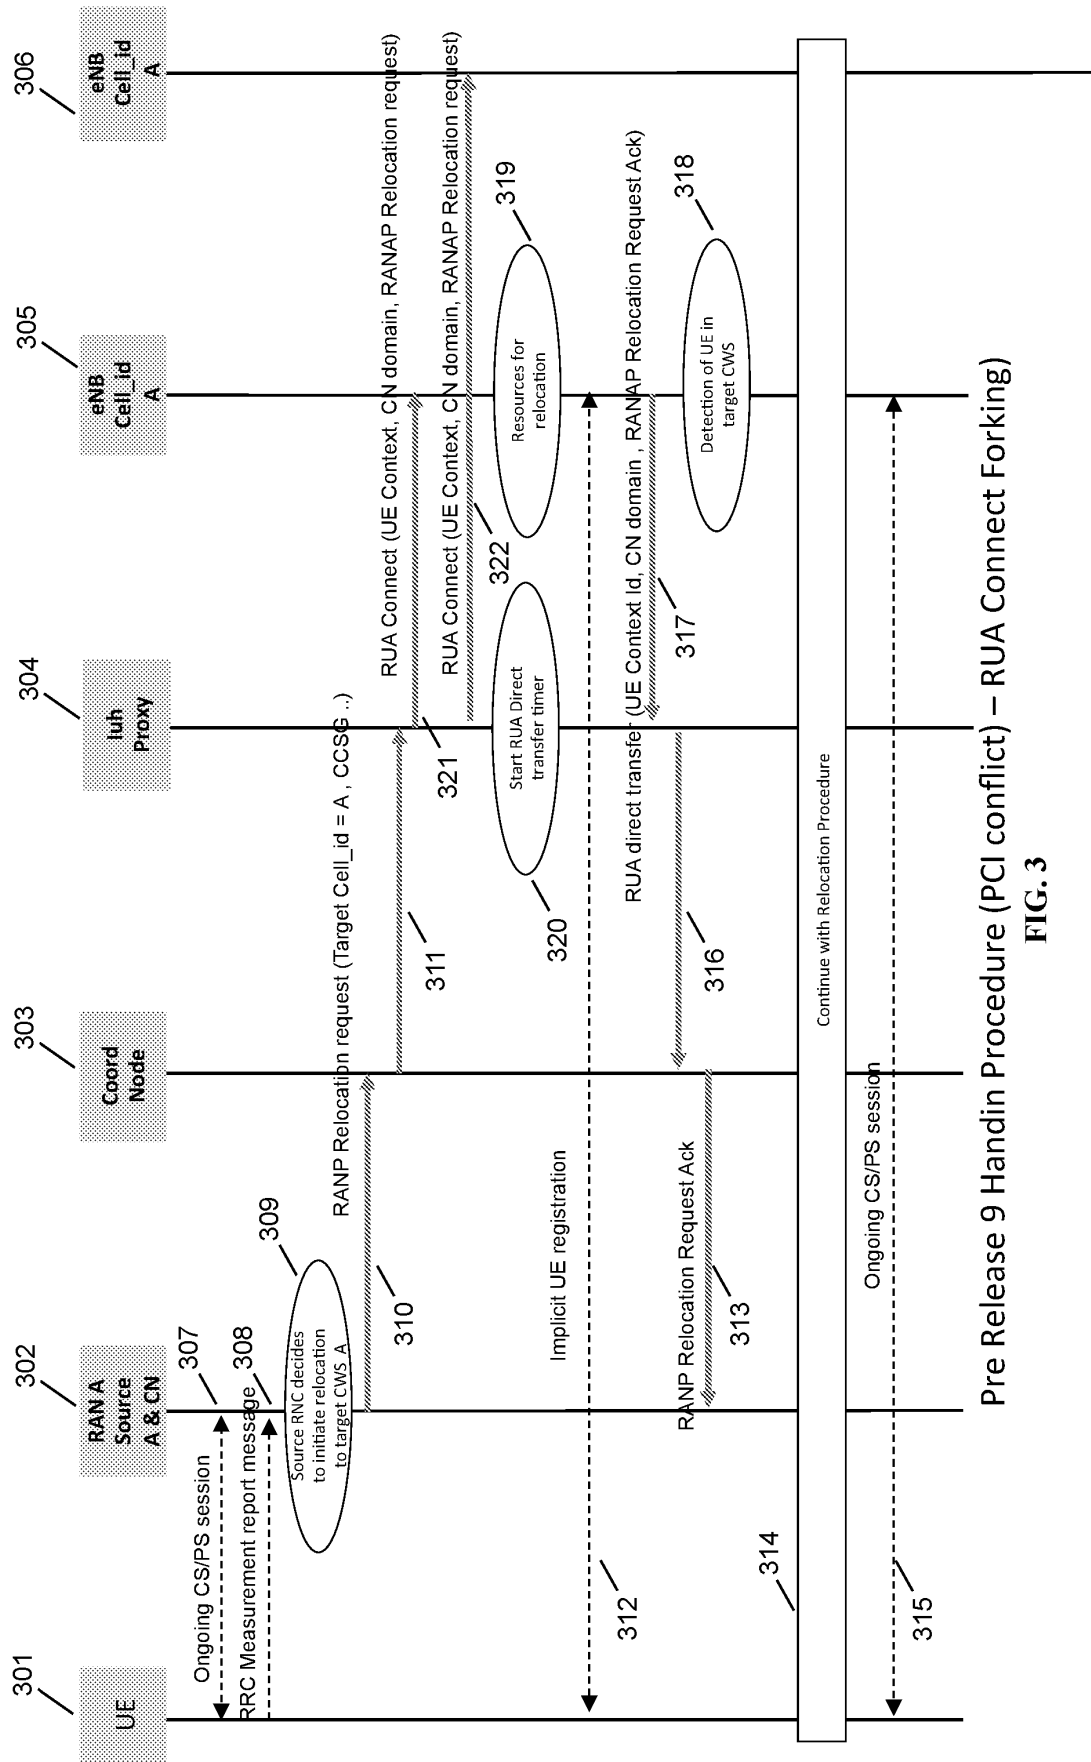 301
302
303
304
305
306
UE
RAN A
Source
A & CN
Coord
Node
Iuh
Proxy
eNB
Cell_id
A
eNB
Cell_id
A
Ongoing CS/PS session
307
RRC Measurement report message
308
Source RNC decides
to initiate relocation
to target CWS A
309
RANP Relocation request (Target Cell_id = A , CCSG ..)
310
311
RUA Connect (UE Context, CN domain, RANAP Relocation request)
321
RUA Connect (UE Context, CN domain, RANAP Relocation request)
322
Start RUA Direct
transfer timer
320
Resources for
relocation
319
Implicit UE registration
312
RUA direct transfer (UE Context Id, CN domain , RANAP Relocation Request Ack)
317
316
RANP Relocation Request Ack
313
Detection of UE in
target CWS
318
314
Continue with Relocation Procedure
Ongoing CS/PS session
315
Pre Release 9 Handin Procedure (PCI conflict) – RUA Connect Forking)
FIG. 3